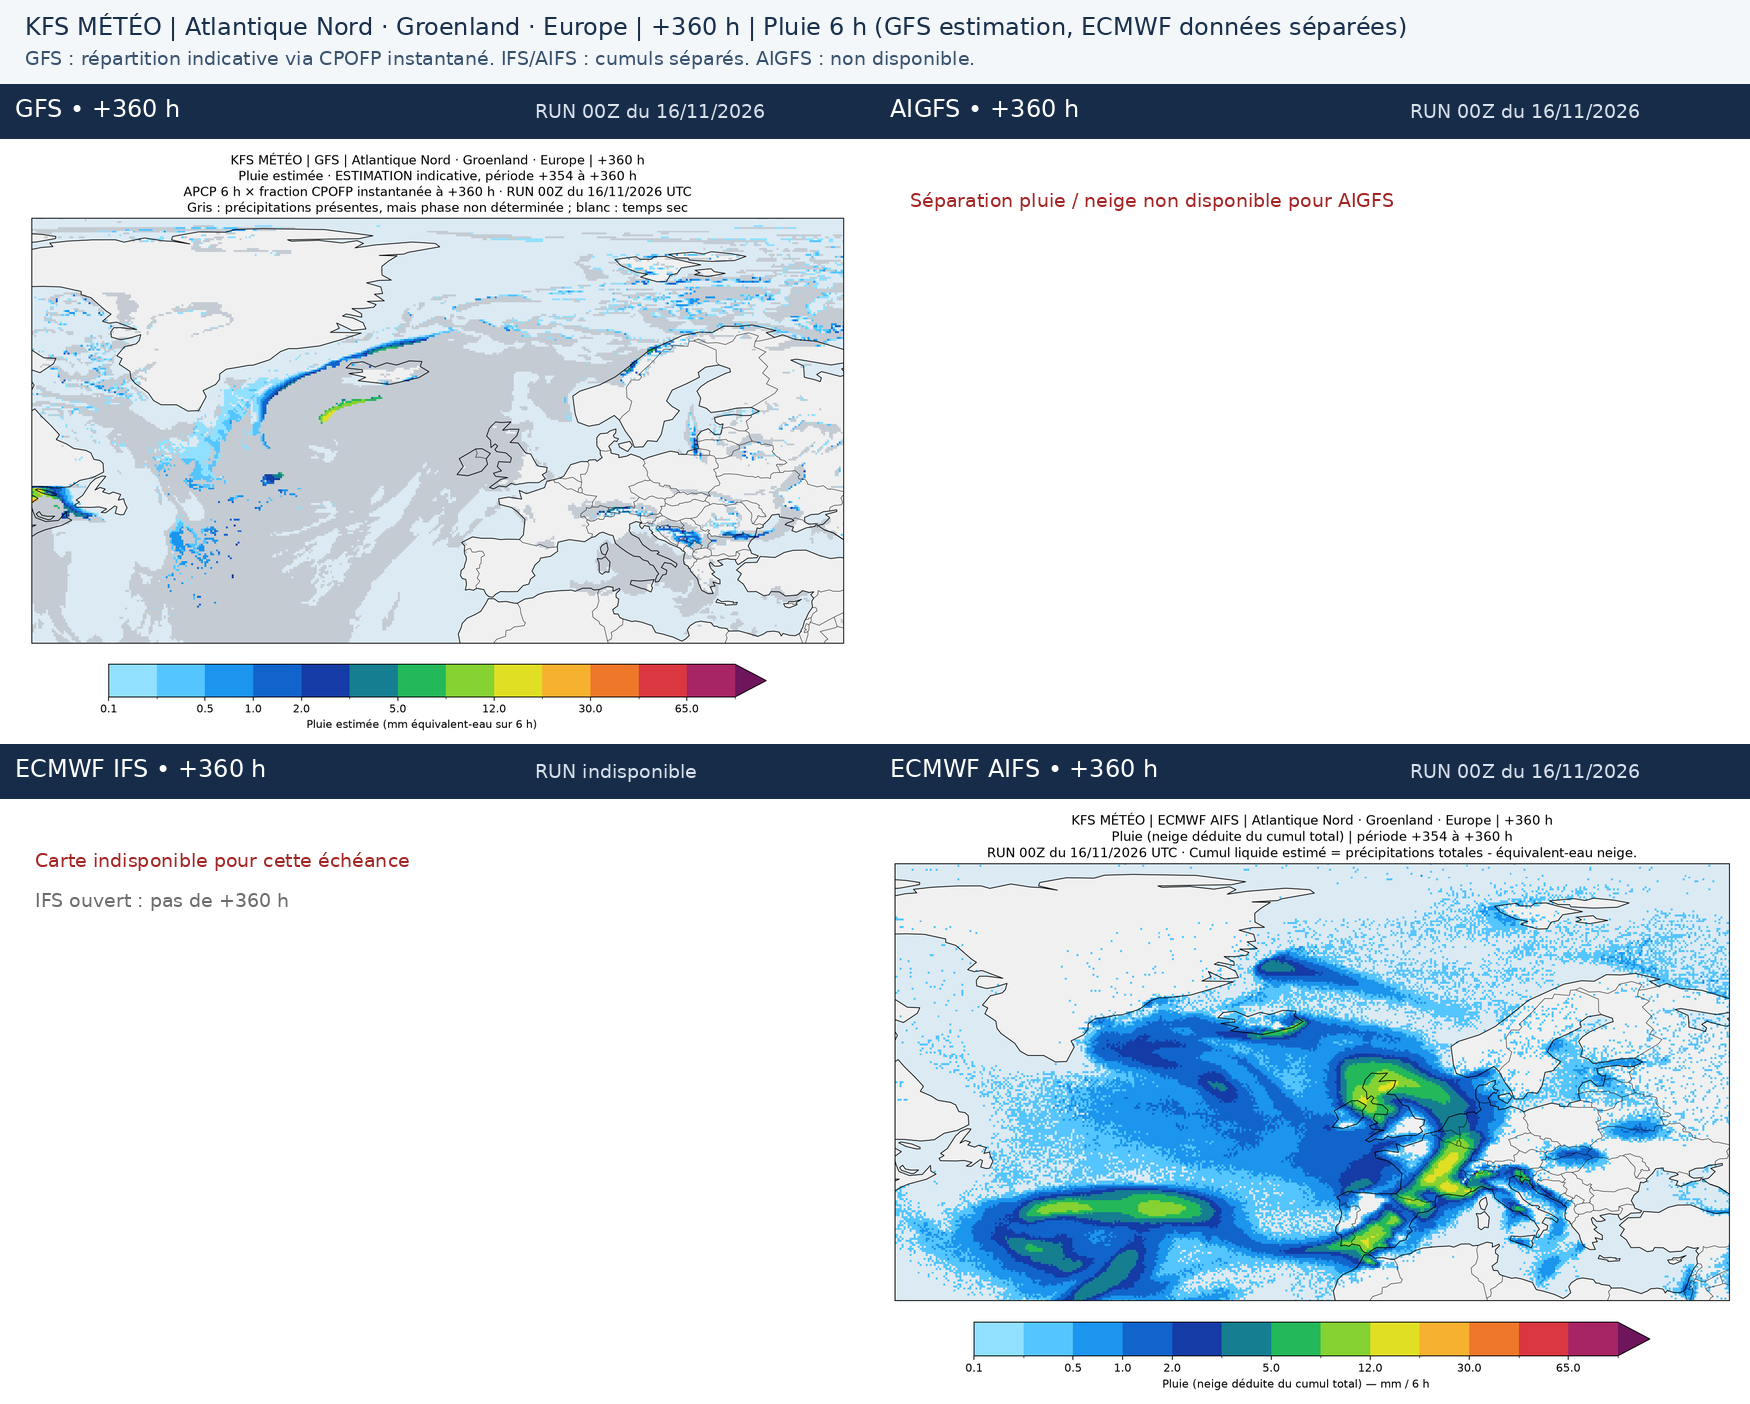 KFS MÉTÉO | Atlantique Nord · Groenland · Europe | +360 h | Pluie 6 h (GFS estimation, ECMWF données séparées)
GFS : répartition indicative via CPOFP instantané. IFS/AIFS : cumuls séparés. AIGFS : non disponible.
GFS • +360 h
RUN 00Z du 16/11/2026
KFS MÉTÉO | GFS | Atlantique Nord · Groenland · Europe | +360 h
Pluie estimée · ESTIMATION indicative, période +354 à +360 h
APCP 6 h × fraction CPOFP instantanée à +360 h · RUN 00Z du 16/11/2026 UTC
Gris : précipitations présentes, mais phase non déterminée ; blanc : temps sec
0.1 0.5 1.0 2.0 5.0 12.0 30.0 65.0
Pluie estimée (mm équivalent-eau sur 6 h)
AIGFS • +360 h
RUN 00Z du 16/11/2026
Séparation pluie / neige non disponible pour AIGFS
ECMWF IFS • +360 h
RUN indisponible
Carte indisponible pour cette échéance
IFS ouvert : pas de +360 h
ECMWF AIFS • +360 h
RUN 00Z du 16/11/2026
KFS MÉTÉO | ECMWF AIFS | Atlantique Nord · Groenland · Europe | +360 h
Pluie (neige déduite du cumul total) | période +354 à +360 h
RUN 00Z du 16/11/2026 UTC · Cumul liquide estimé = précipitations totales - équivalent-eau neige.
0.1 0.5 1.0 2.0 5.0 12.0 30.0 65.0
Pluie (neige déduite du cumul total) — mm / 6 h